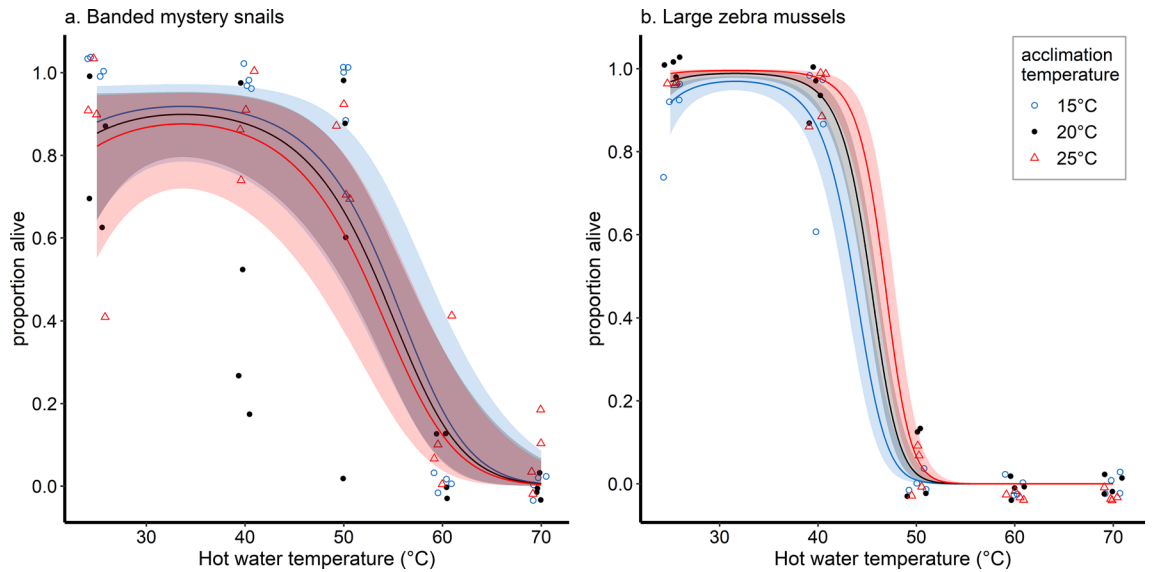 a. Banded mystery snails
proportion alive
1.0
0.8
0.6
0.4
0.2
0.0
30
40
50
60
70
Hot water temperature (°C)
b. Large zebra mussels
proportion alive
1.0
0.8
0.6
0.4
0.2
0.0
30
40
50
60
70
Hot water temperature (°C)
acclimation
temperature
15°C
20°C
25°C